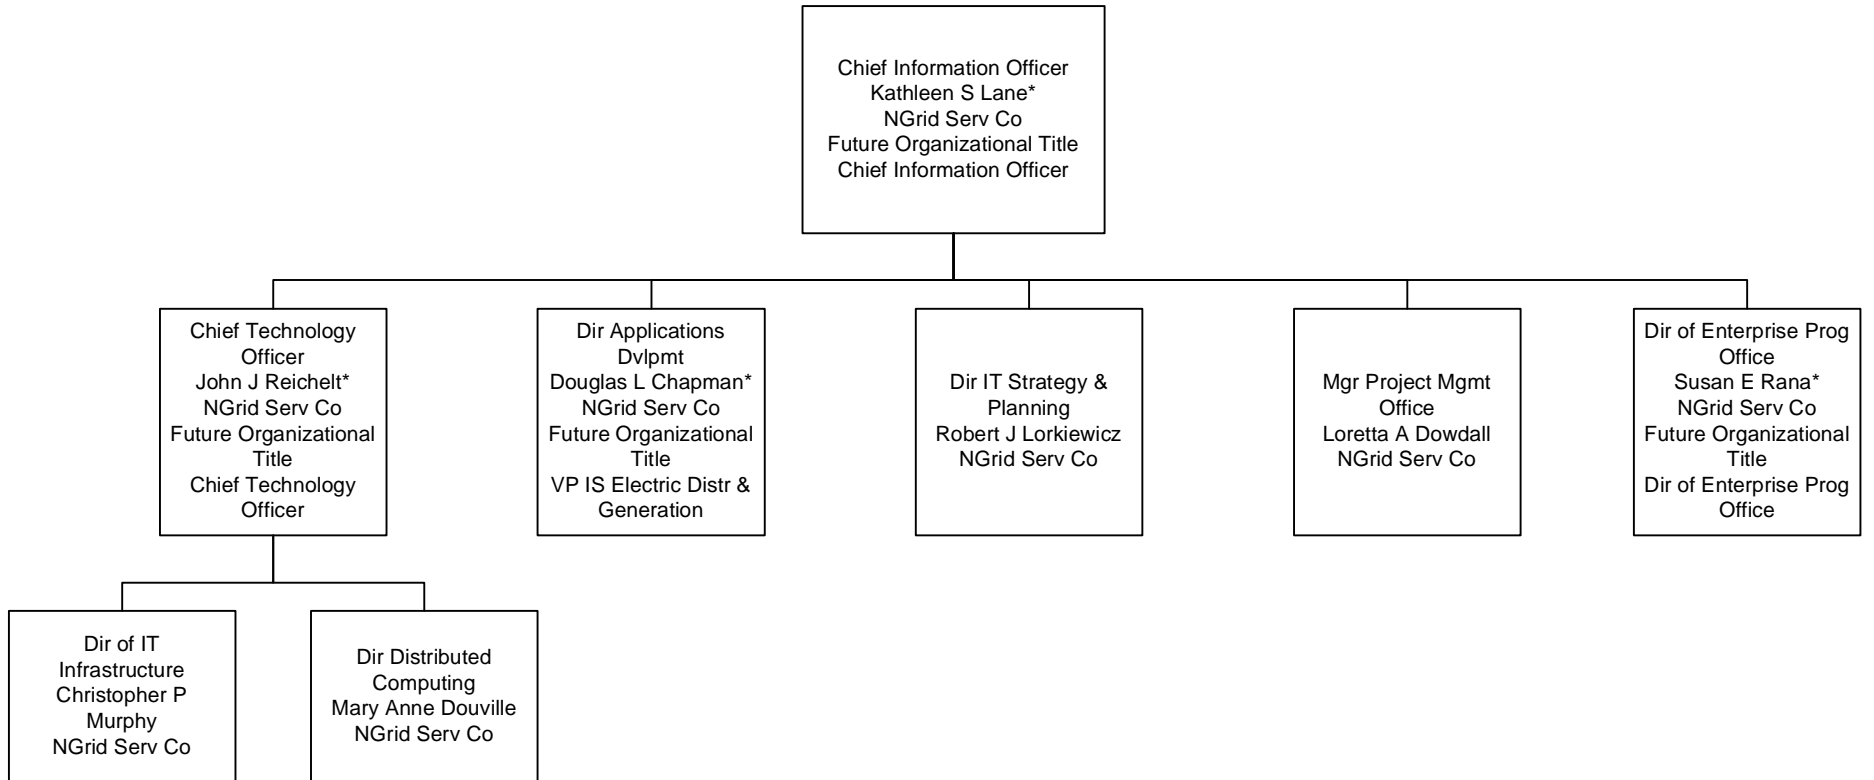 Chief Information Officer
Kathleen S Lane*
NGrid Serv Co
Future Organizational Title
Chief Information Officer
Chief Technology
Officer
John J Reichelt*
NGrid Serv Co
Future Organizational
Title
Chief Technology
Officer
Dir Applications
Dvlpmt
Douglas L Chapman*
NGrid Serv Co
Future Organizational
Title
VP IS Electric Distr &
Generation
Dir IT Strategy &
Planning
Robert J Lorkiewicz
NGrid Serv Co
Mgr Project Mgmt
Office
Loretta A Dowdall
NGrid Serv Co
Dir of Enterprise Prog
Office
Susan E Rana*
NGrid Serv Co
Future Organizational
Title
Dir of Enterprise Prog
Office
Dir of IT
Infrastructure
Christopher P
Murphy
NGrid Serv Co
Dir Distributed
Computing
Mary Anne Douville
NGrid Serv Co